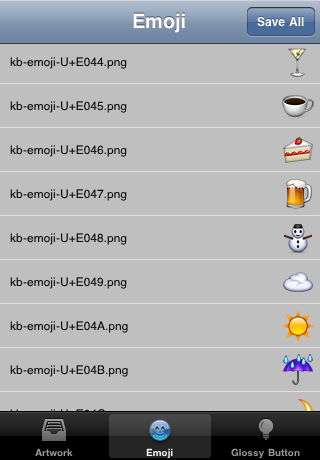 Emoji
Save All
kb-emoji-U+E044.png
kb-emoji-U+E045.png
kb-emoji-U+E046.png
kb-emoji-U+E047.png
kb-emoji-U+E048.png
kb-emoji-U+E049.png
kb-emoji-U+E04A.png
kb-emoji-U+E04B.png
Artwork
Emoji
Glossy Button